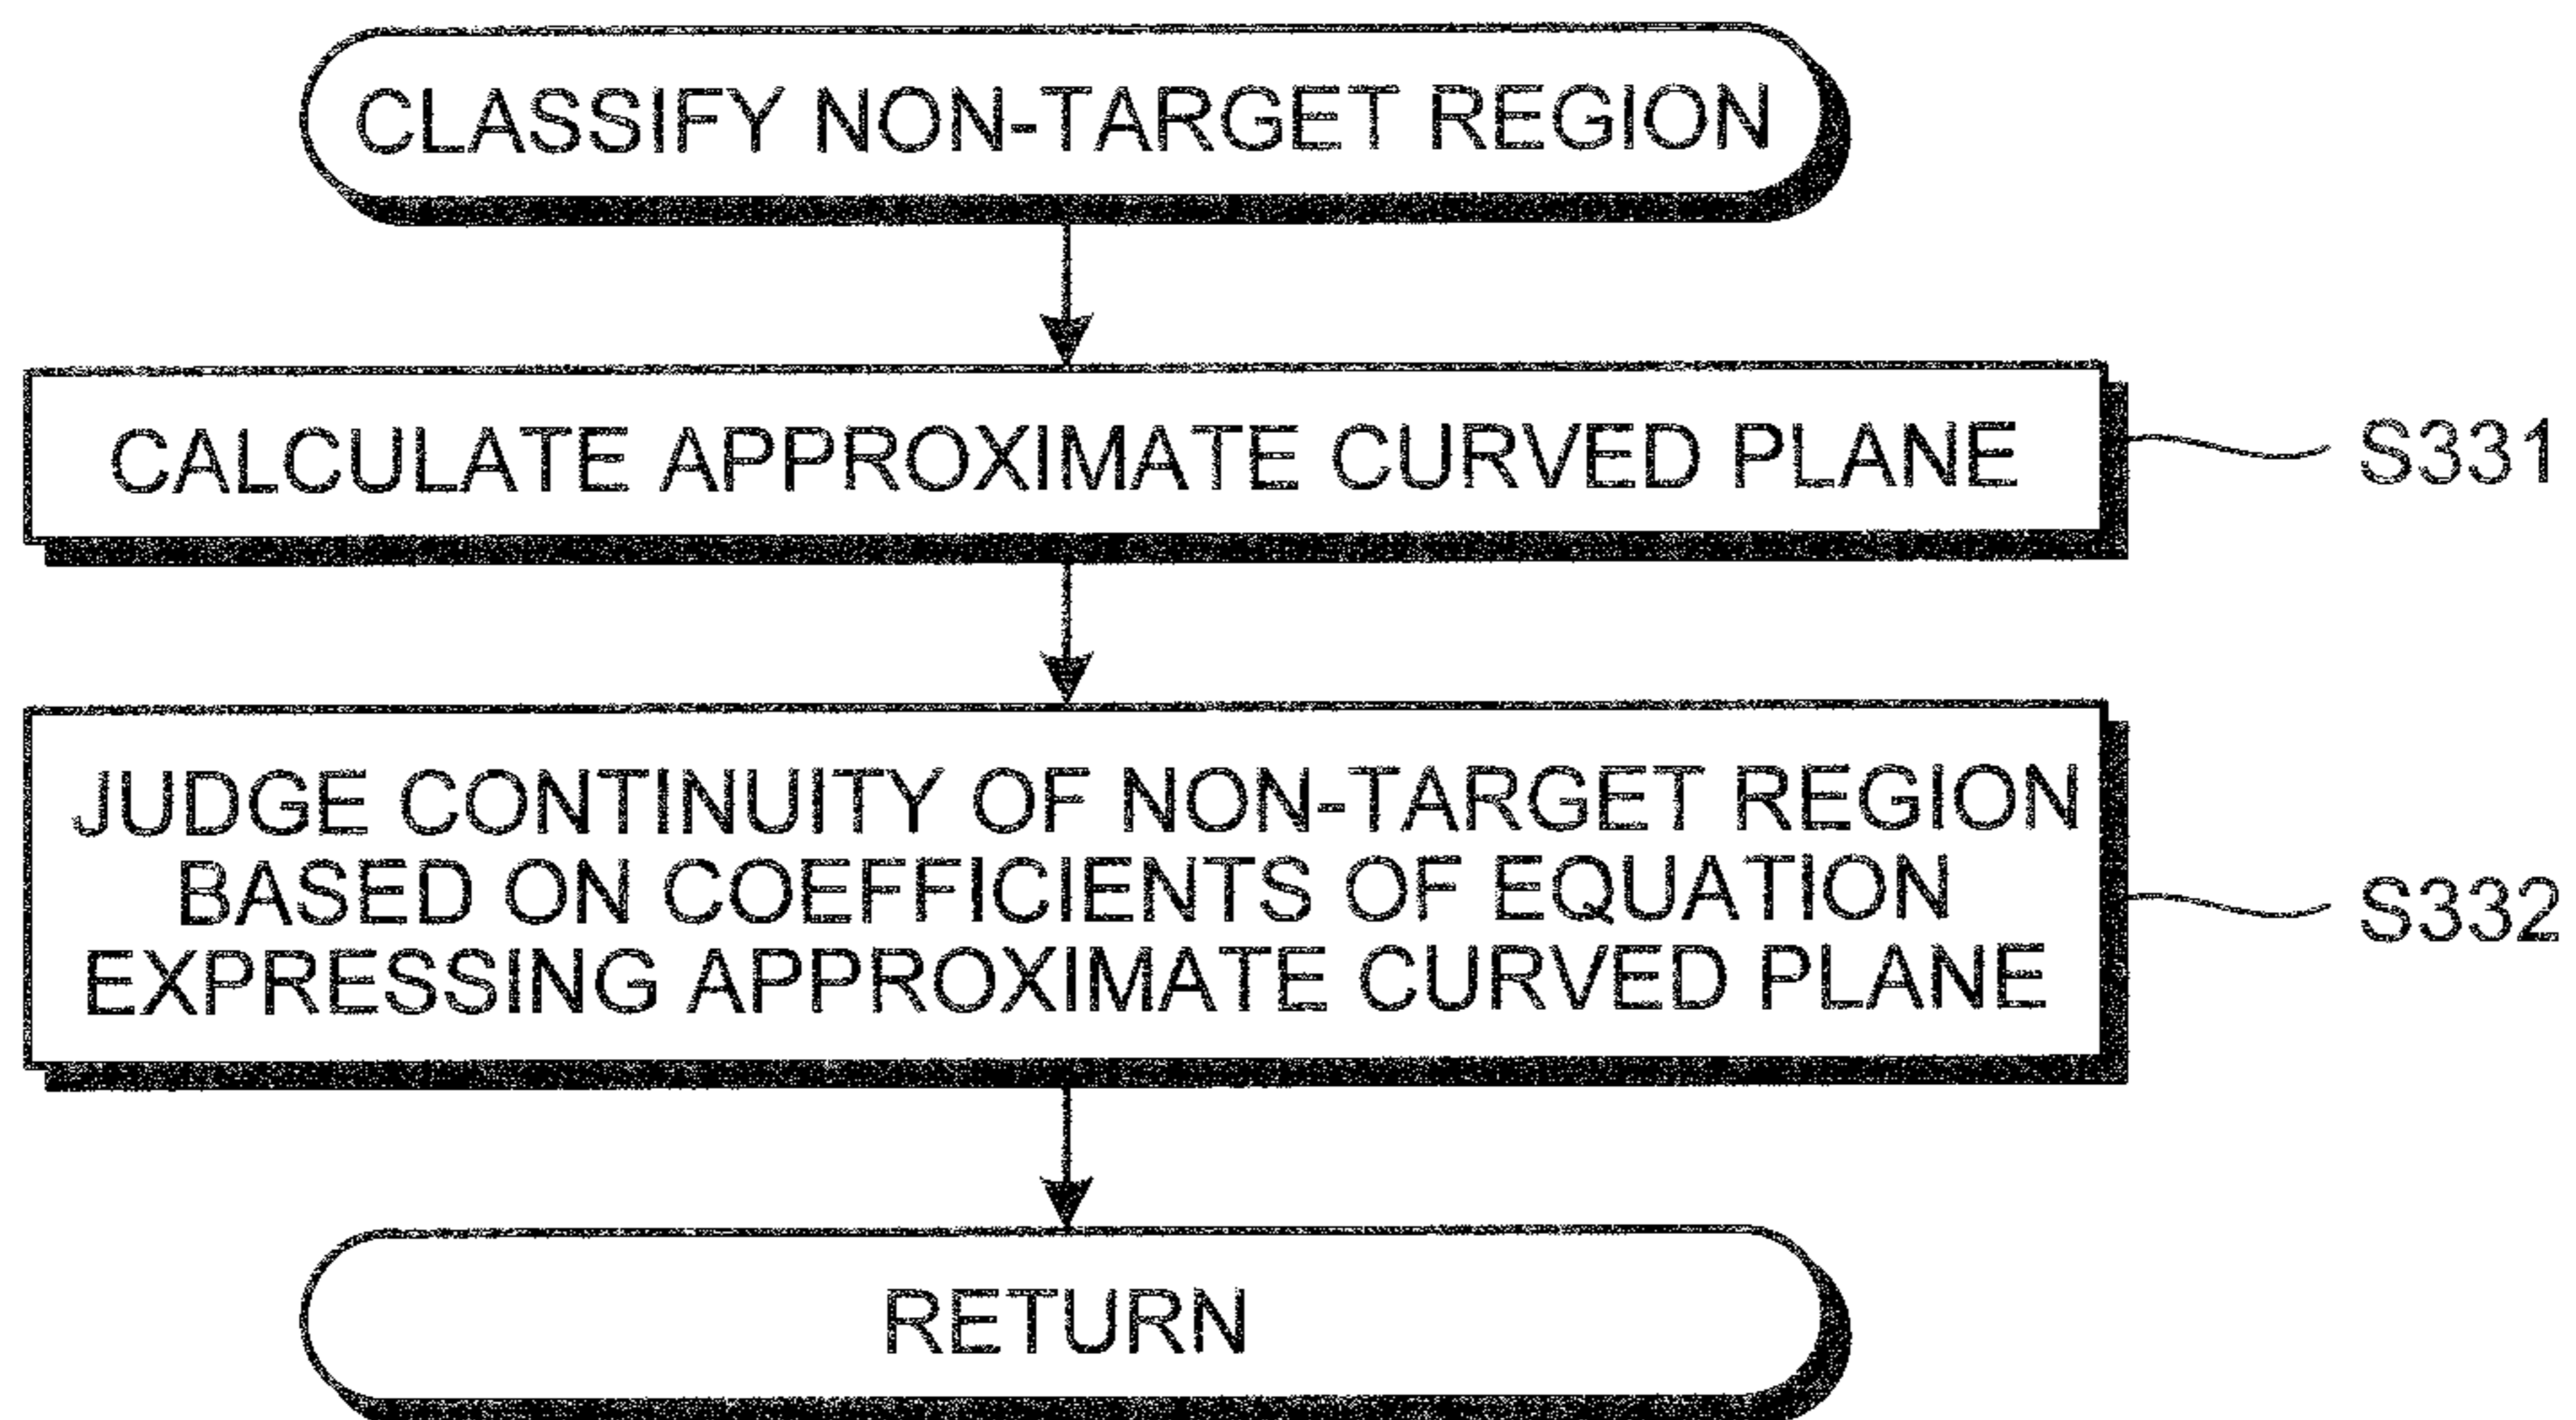 CLASSIFY NON-TARGET REGION
CALCULATE APPROXIMATE CURVED PLANE
S331
JUDGE CONTINUITY OF NON-TARGET REGION
BASED ON COEFFICIENTS OF EQUATION
EXPRESSING APPROXIMATE CURVED PLANE
S332
RETURN